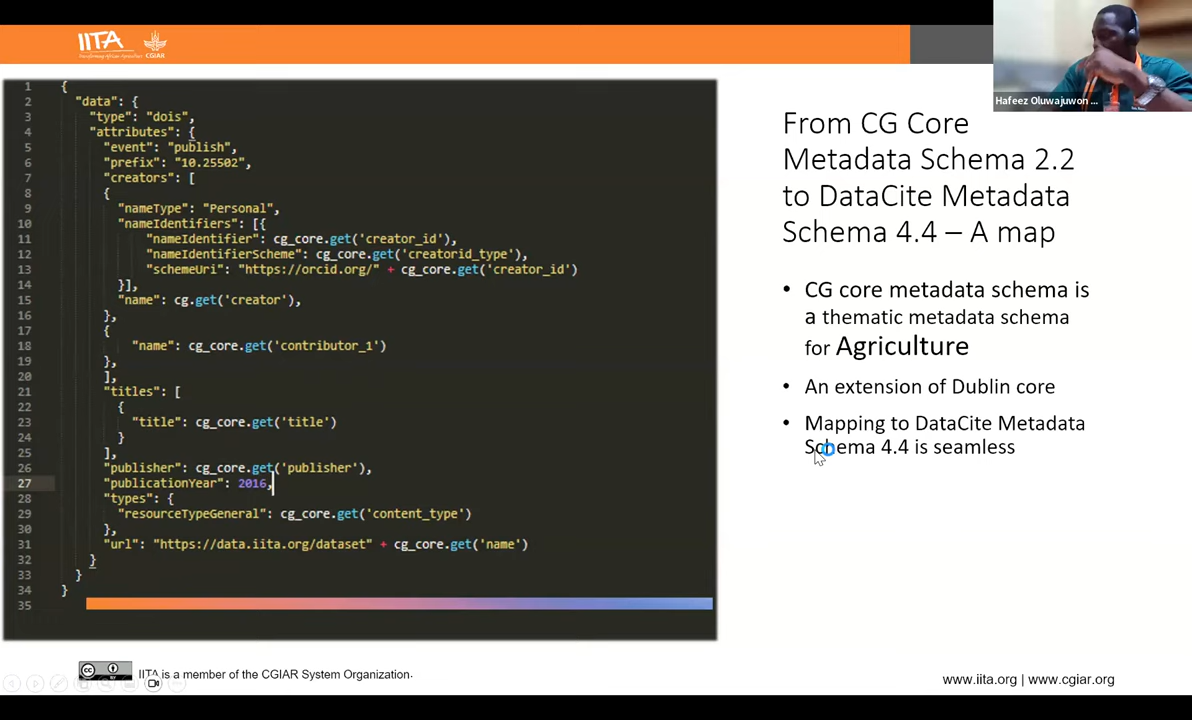 IITA
Transforming African Agriculture
CGIAR
Hafeez Oluwajuwon ...
1 {
2 "data": {
3 "type": "dois",
4 "attributes": {
5 "event": "publish",
6 "prefix": "10.25502",
7 "creators": [
8 {
9 "nameType": "Personal",
10 "nameIdentifiers": [{
11 "nameIdentifier": cg_core.get('creator_id'),
12 "nameIdentifierScheme": cg_core.get('creatorid_type'),
13 "schemeUri": "https://orcid.org/" + cg_core.get('creator_id')
14 }],
15 "name": cg.get('creator'),
16 },
17 {
18 "name": cg_core.get('contributor_1')
19 },
20 ],
21 "titles": [
22 {
23 "title": cg_core.get('title')
24 }
25 ],
26 "publisher": cg_core.get('publisher'),
27 "publicationYear": 2016,
28 "types": {
29 "resourceTypeGeneral": cg_core.get('content_type')
30 },
31 "url": "https://data.iita.org/dataset" + cg_core.get('name')
32 }
33 }
34 }
35
From CG Core
Metadata Schema 2.2
to DataCite Metadata
Schema 4.4 – A map
• CG core metadata schema is
a thematic metadata schema
for Agriculture
• An extension of Dublin core
• Mapping to DataCite Metadata
Schema 4.4 is seamless
cc BY
IITA is a member of the CGIAR System Organization.
www.iita.org | www.cgiar.org